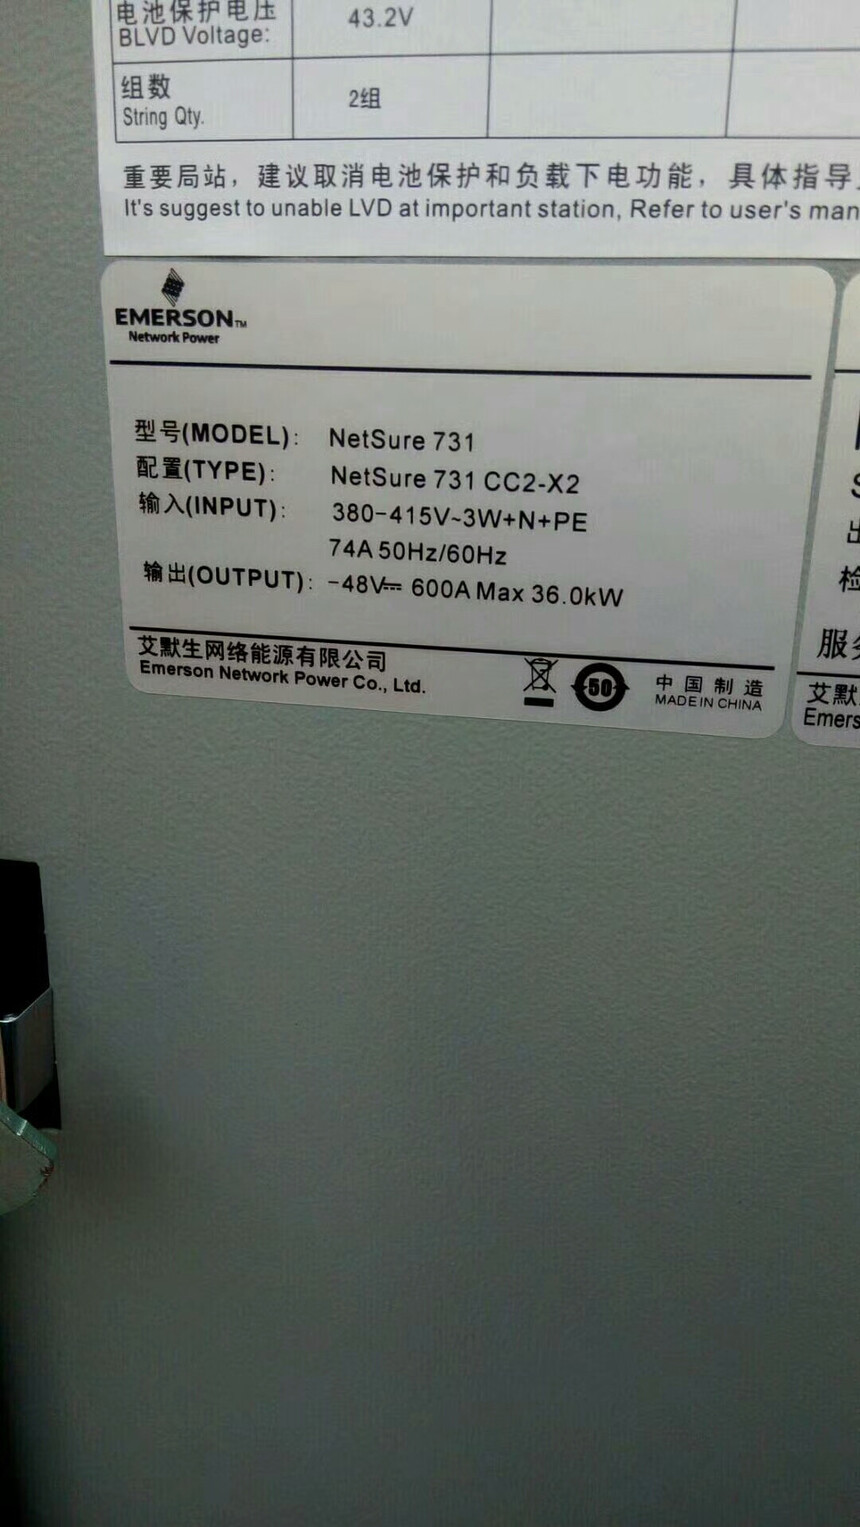 电池保护电压
BLVD Voltage:
43.2V
组数
String Qty.
2组
重要局站，建议取消电池保护和负载下电功能，具体指导
It's suggest to unable LVD at important station, Refer to user's man
EMERSON TM
Network Power
型号(MODEL): NetSure 731
配置(TYPE): NetSure 731 CC2-X2
输入(INPUT): 380-415V~3W+N+PE
74A 50Hz/60Hz
输出(OUTPUT): -48V⎓ 600A Max 36.0kW
艾默生网络能源有限公司
Emerson Network Power Co., Ltd.
50
中国制造
MADE IN CHINA
S
出
检
服务
艾默
Emers